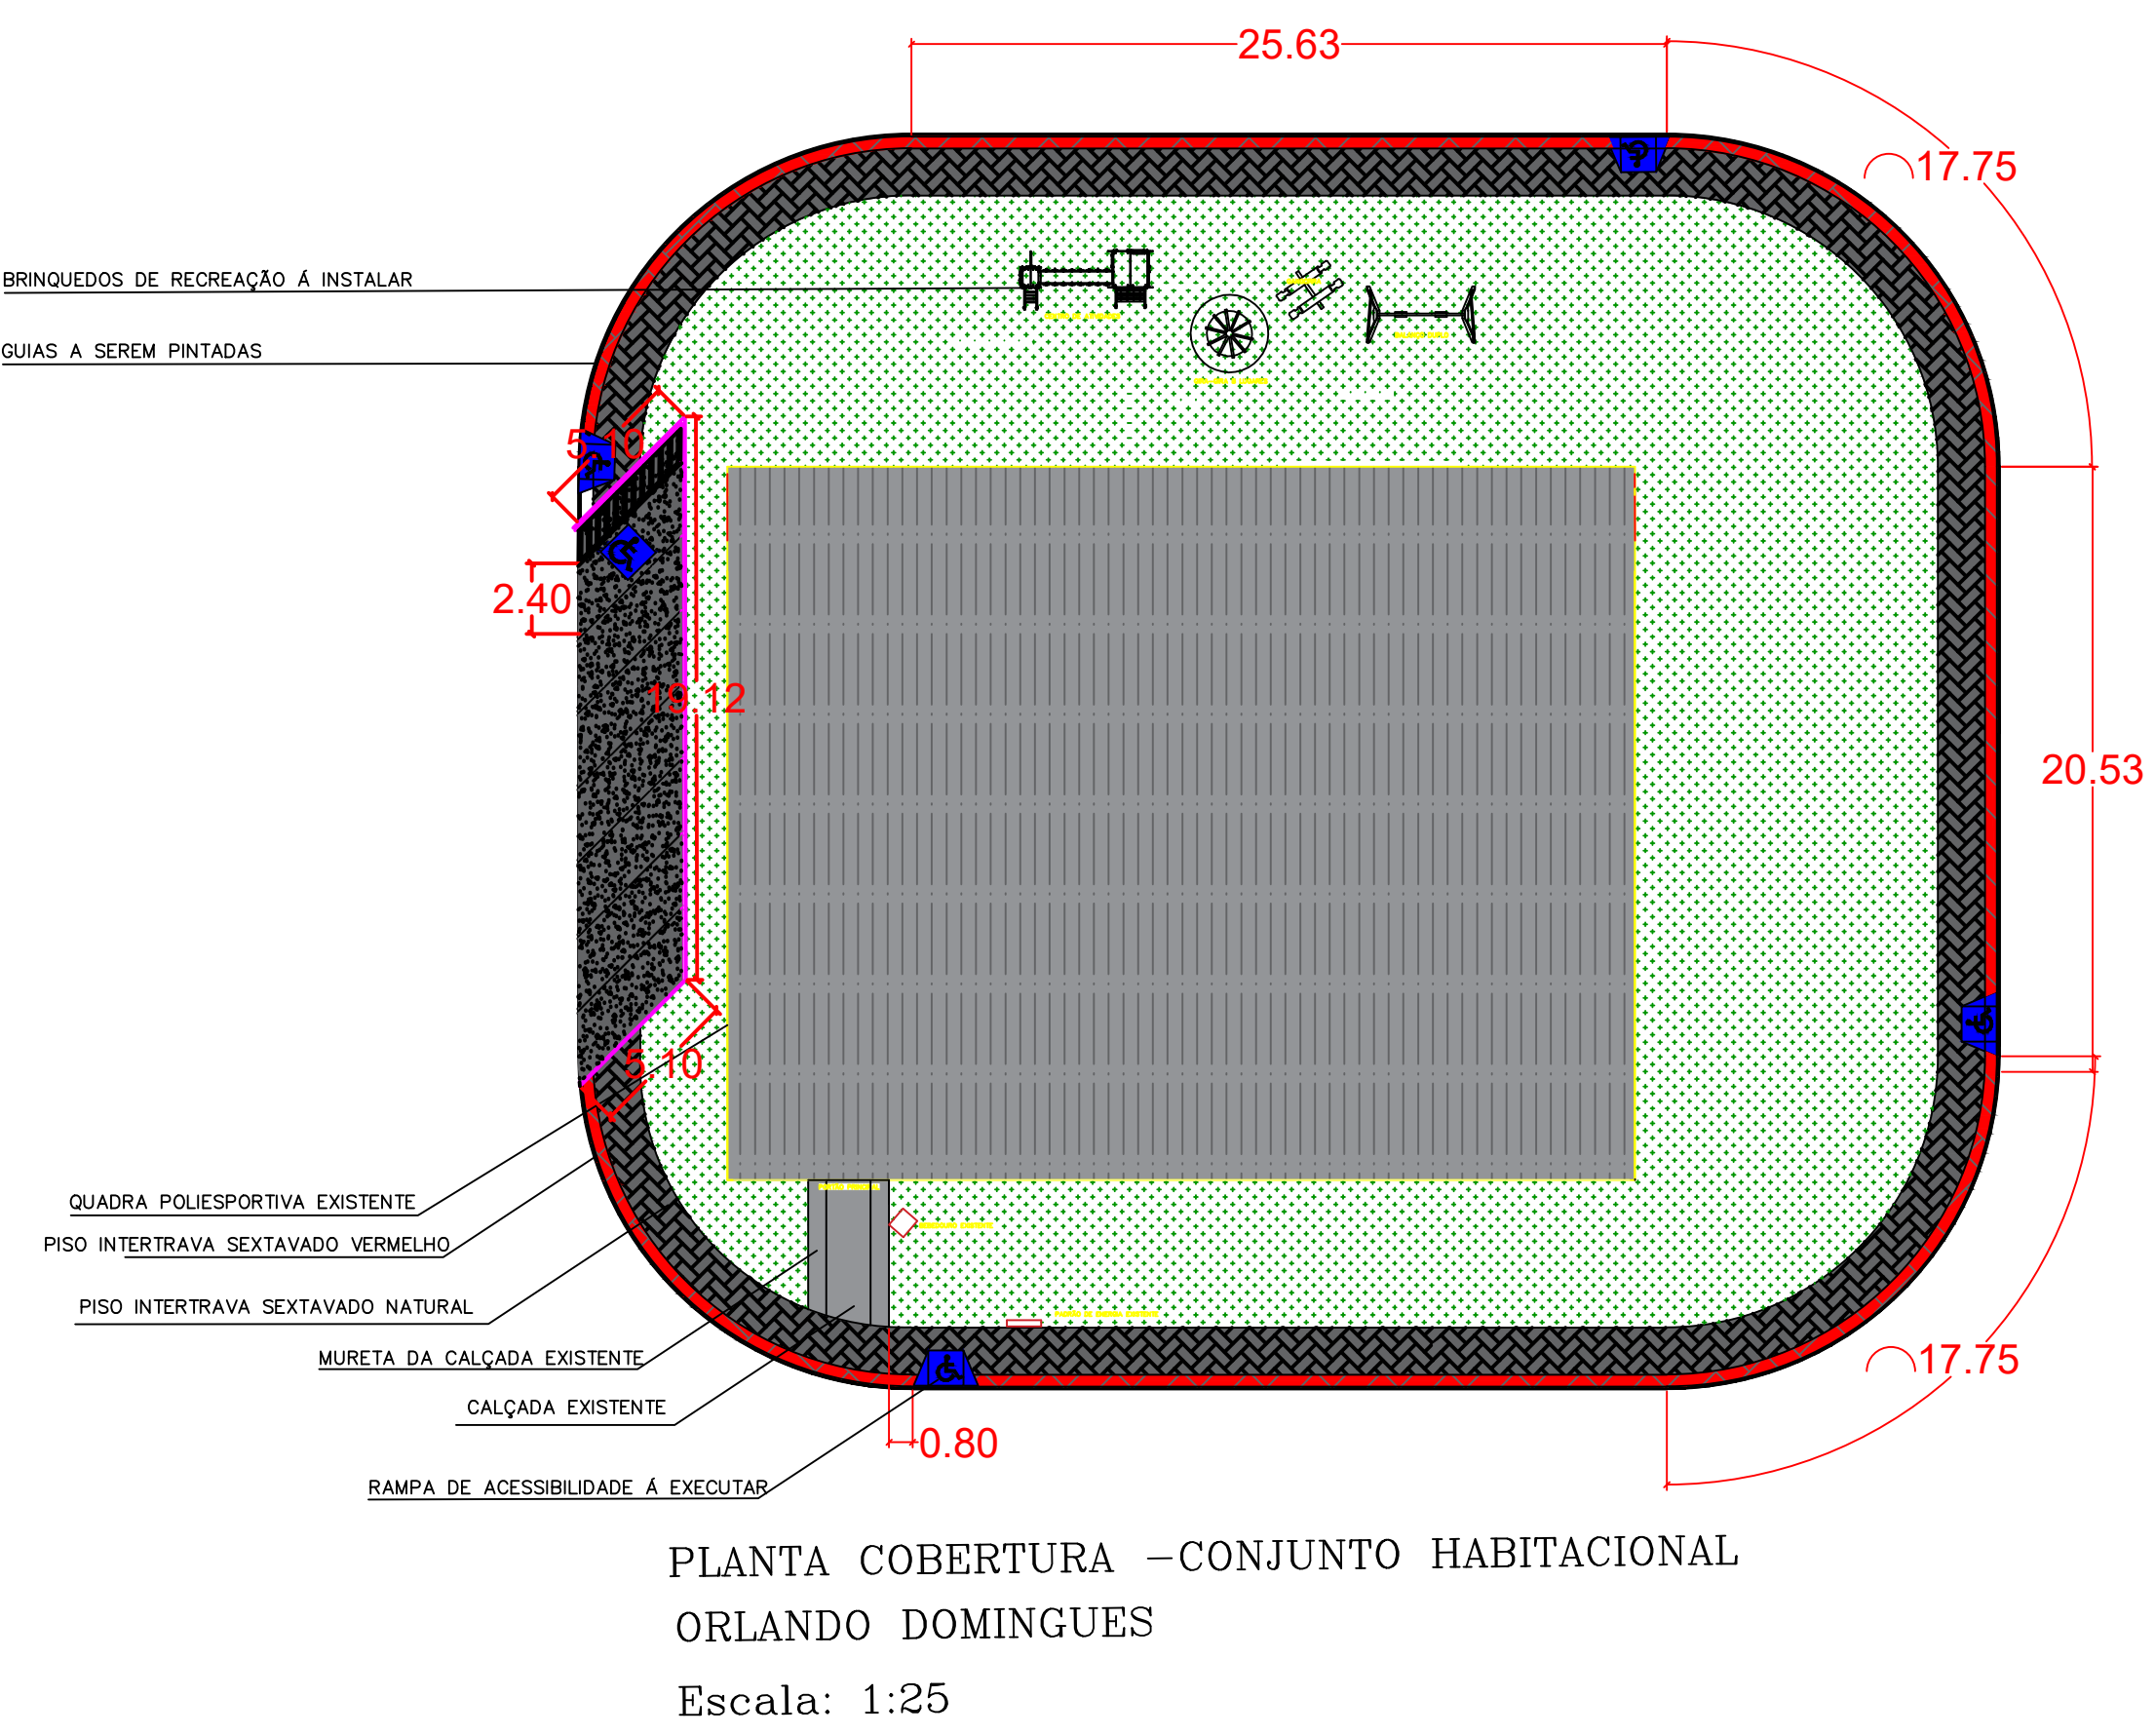 25.63
17.75
BRINQUEDOS DE RECREAÇÃO Á INSTALAR
GUIAS A SEREM PINTADAS
5.10
2.40
19.12
20.53
5.10
QUADRA POLIESPORTIVA EXISTENTE
PISO INTERTRAVA SEXTAVADO VERMELHO
PISO INTERTRAVA SEXTAVADO NATURAL
MURETA DA CALÇADA EXISTENTE
17.75
CALÇADA EXISTENTE
0.80
RAMPA DE ACESSIBILIDADE Á EXECUTAR
PLANTA COBERTURA -CONJUNTO HABITACIONAL
ORLANDO DOMINGUES
Escala: 1:25